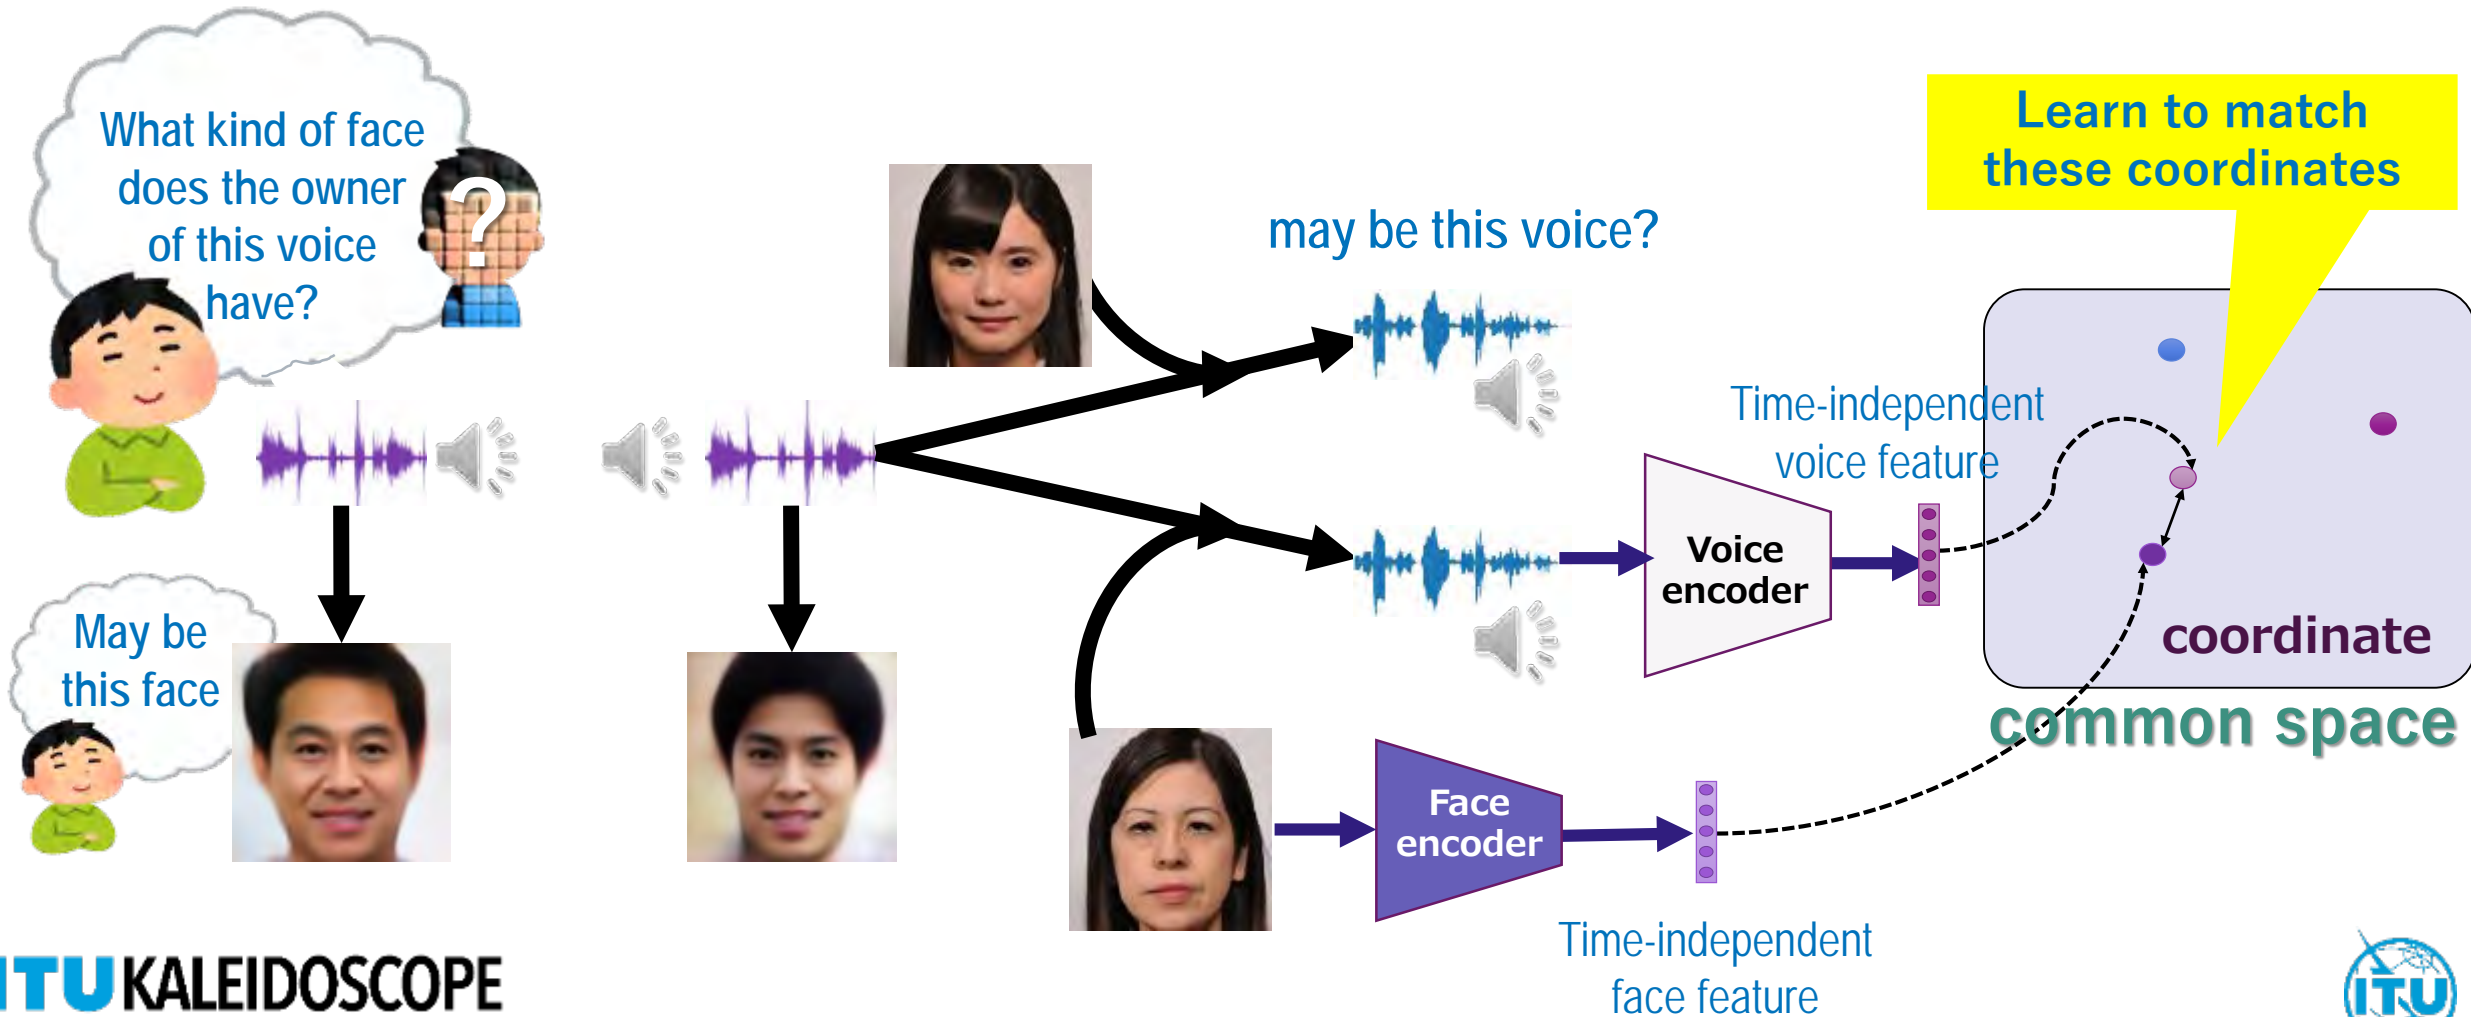 What kind of face
does the owner
of this voice
have?
?
May be
this face
may be this voice?
Learn to match
these coordinates
Time-independent
voice feature
Voice
encoder
coordinate
common space
Face
encoder
Time-independent
face feature
ITU KALEIDOSCOPE
ITU